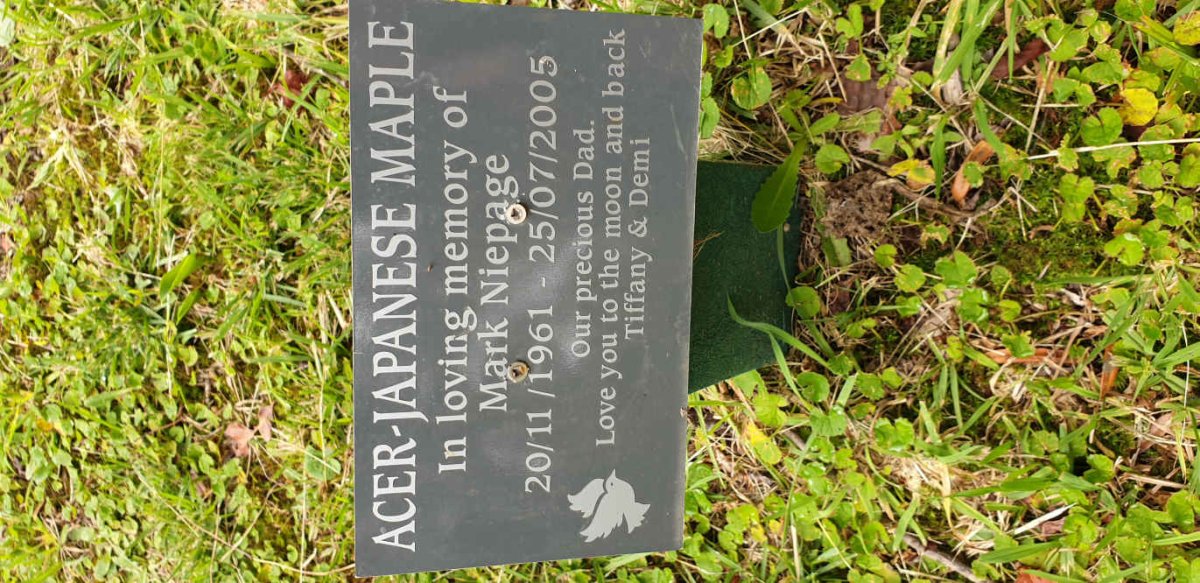 ACER-JAPANESE MAPLE
In loving memory of
Mark Niepage
20/11/1961 - 25/07/2005
Our precious Dad.
Love you to the moon and back
Tiffany & Demi